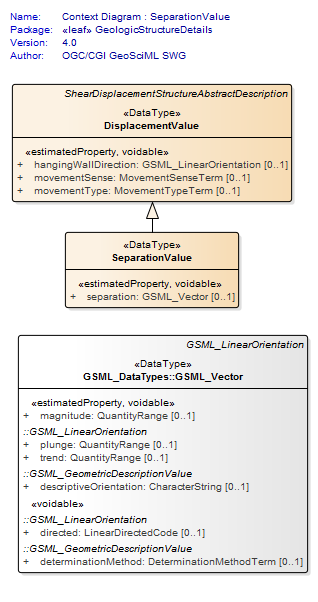 Name: Context Diagram : SeparationValue
Package: «leaf» GeologicStructureDetails
Version: 4.0
Author: OGC/CGI GeoSciML SWG
ShearDisplacementStructureAbstractDescription
«DataType»
DisplacementValue
«estimatedProperty, voidable»
+ hangingWallDirection: GSML_LinearOrientation [0..1]
+ movementSense: MovementSenseTerm [0..1]
+ movementType: MovementTypeTerm [0..1]
«DataType»
SeparationValue
«estimatedProperty, voidable»
+ separation: GSML_Vector [0..1]
GSML_LinearOrientation
«DataType»
GSML_DataTypes::GSML_Vector
«estimatedProperty, voidable»
+ magnitude: QuantityRange [0..1]
::GSML_LinearOrientation
+ plunge: QuantityRange [0..1]
+ trend: QuantityRange [0..1]
::GSML_GeometricDescriptionValue
+ descriptiveOrientation: CharacterString [0..1]
«voidable»
::GSML_LinearOrientation
+ directed: LinearDirectedCode [0..1]
::GSML_GeometricDescriptionValue
+ determinationMethod: DeterminationMethodTerm [0..1]